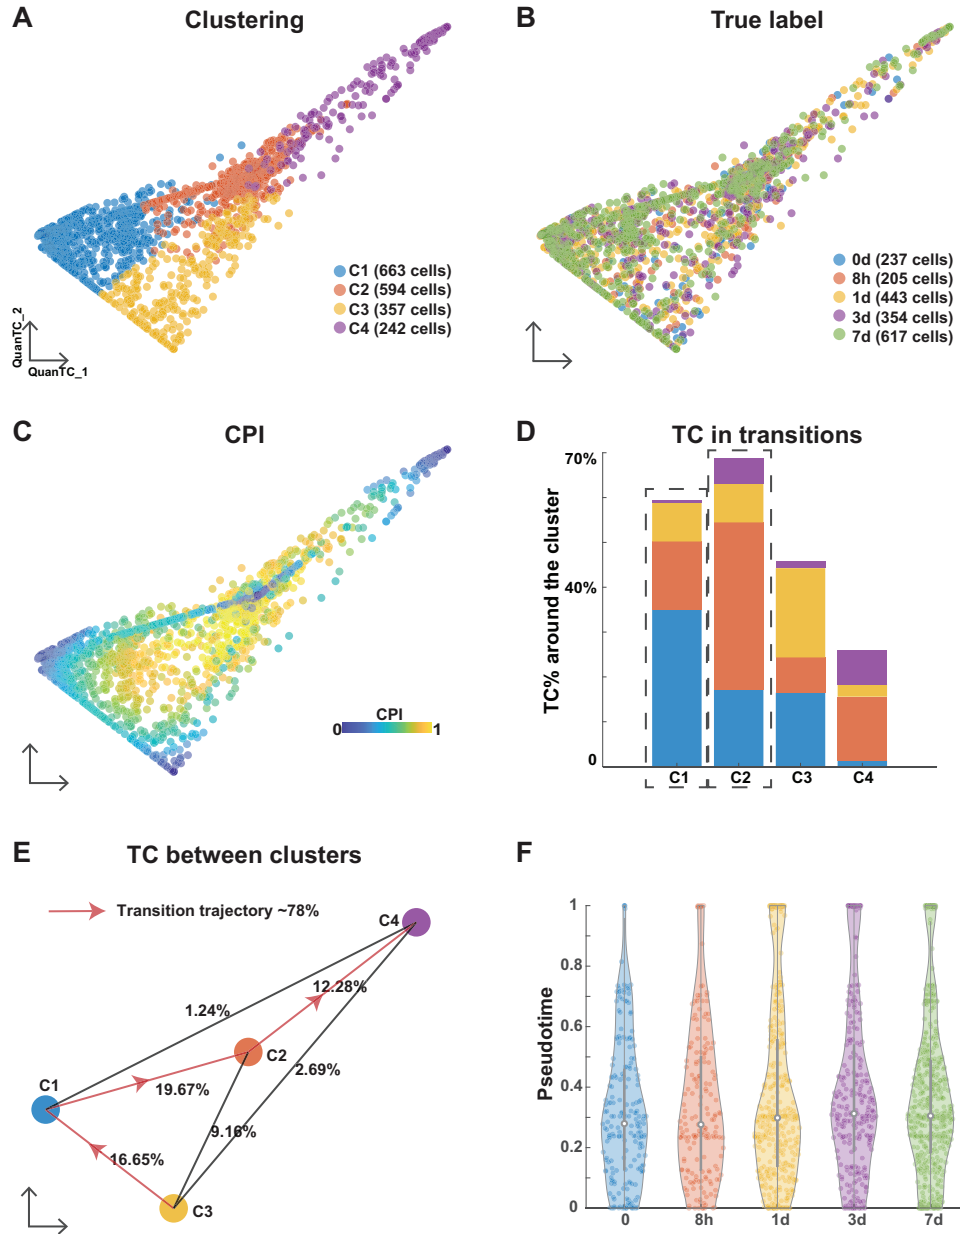 A
Clustering
C1 (663 cells)
C2 (594 cells)
C3 (357 cells)
C4 (242 cells)
QuanTC_2
QuanTC_1
B
True label
0d (237 cells)
8h (205 cells)
1d (443 cells)
3d (354 cells)
7d (617 cells)
C
CPI
CPI
0
1
D
TC in transitions
70%
40%
0
TC% around the cluster
C1
C2
C3
C4
E
TC between clusters
Transition trajectory ~78%
C4
12.28%
1.24%
C2
2.69%
C1
19.67%
9.16%
16.65%
C3
F
Pseudotime
1
0.8
0.6
0.4
0.2
0
0
8h
1d
3d
7d